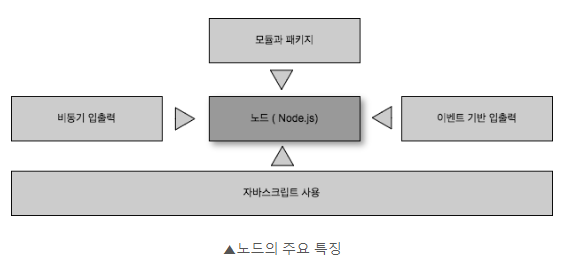 모듈과 패키지
비동기 입출력
노드 ( Node.js)
이벤트 기반 입출력
자바스크립트 사용
▲노드의 주요 특징